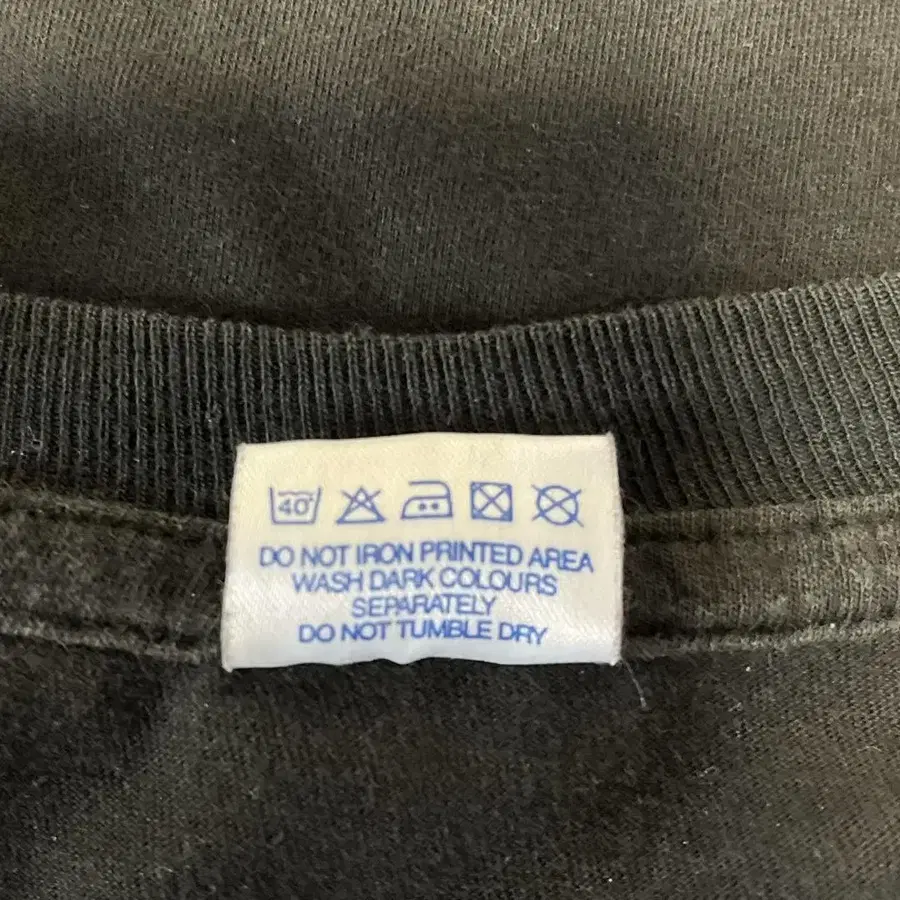 40
DO NOT IRON PRINTED AREA
WASH DARK COLOURS
SEPARATELY
DO NOT TUMBLE DRY